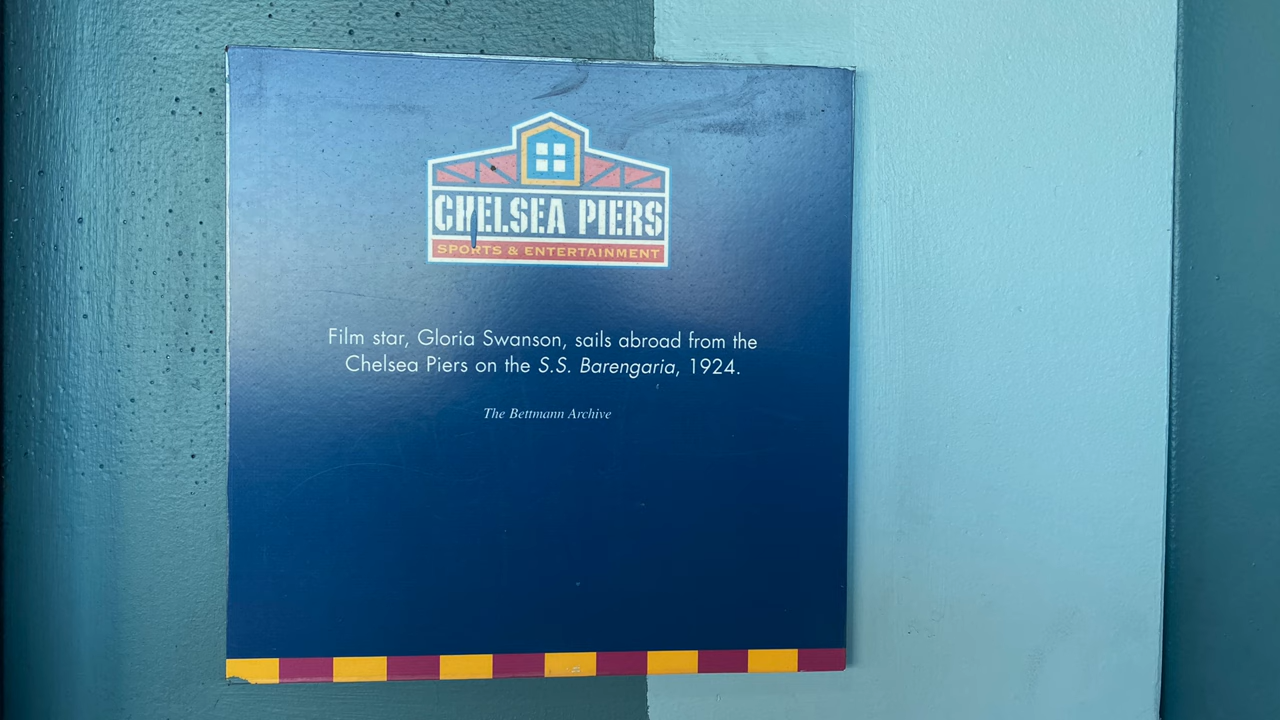 CHELSEA PIERS
SPORTS & ENTERTAINMENT
Film star, Gloria Swanson, sails abroad from the
Chelsea Piers on the S.S. Barengaria, 1924.
The Bettmann Archive